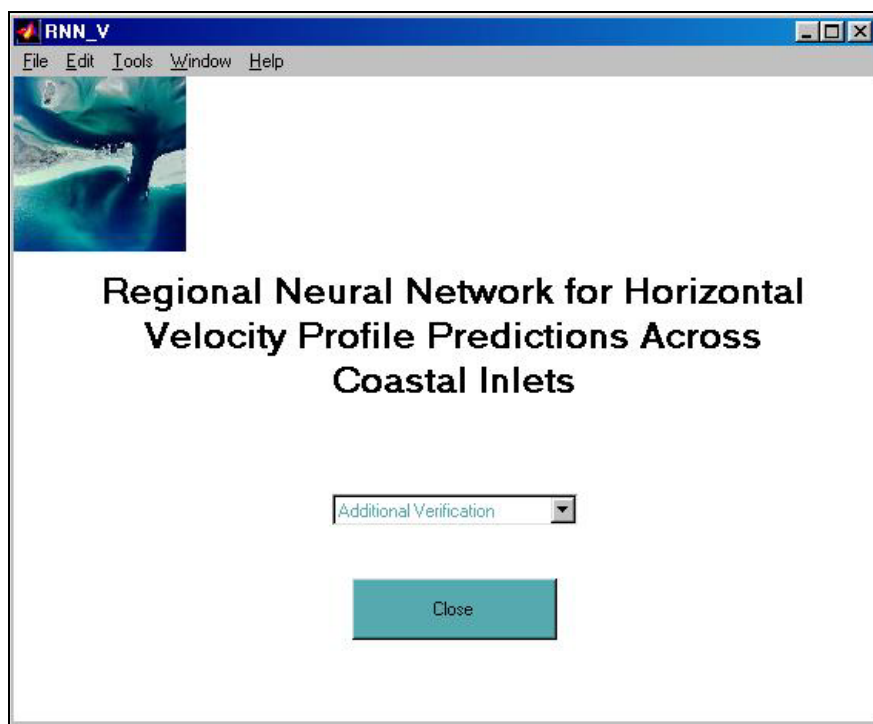 RNN_V
File Edit Tools Window Help
Regional Neural Network for Horizontal
Velocity Profile Predictions Across
Coastal Inlets
Additional Verification
Close